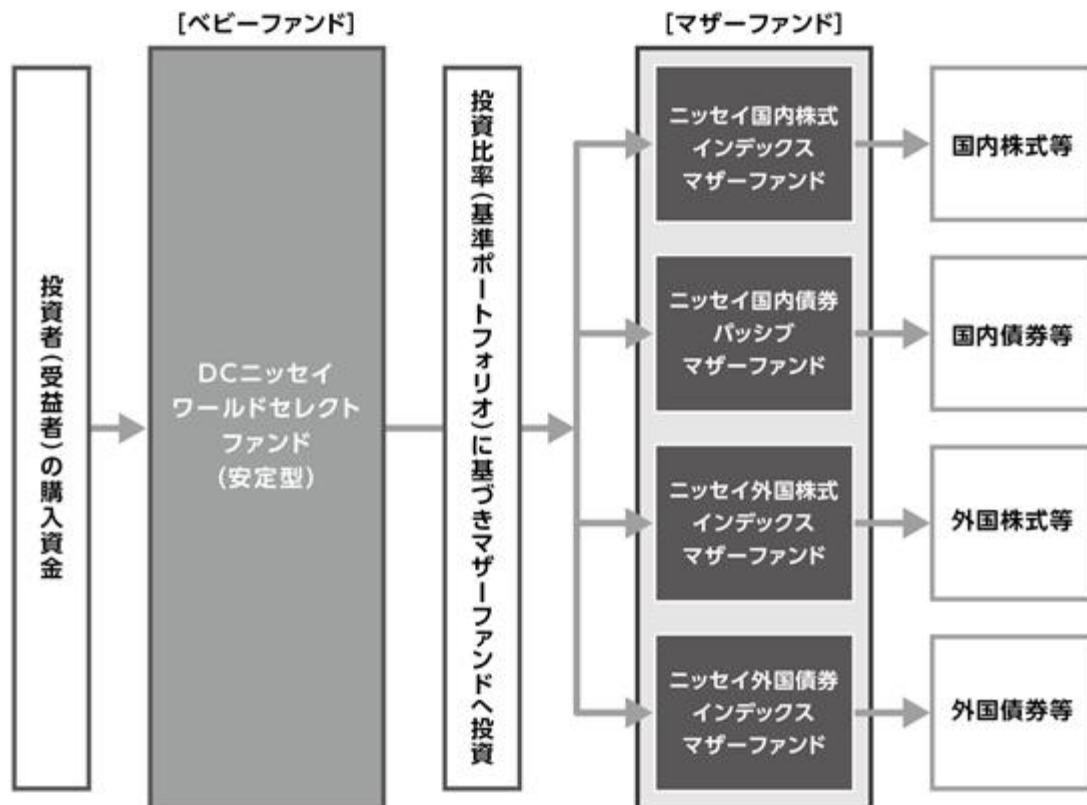 [ベビーファンド]
[マザーファンド]
投資者(受益者)の購入資金
DCニッセイ
ワールドセレクト
ファンド
(安定型)
投資比率(基準ポートフォリオ)に基づきマザーファンドへ投資
ニッセイ国内株式
インデックス
マザーファンド
国内株式等
ニッセイ国内債券
パッシブ
マザーファンド
国内債券等
ニッセイ外国株式
インデックス
マザーファンド
外国株式等
ニッセイ外国債券
インデックス
マザーファンド
外国債券等